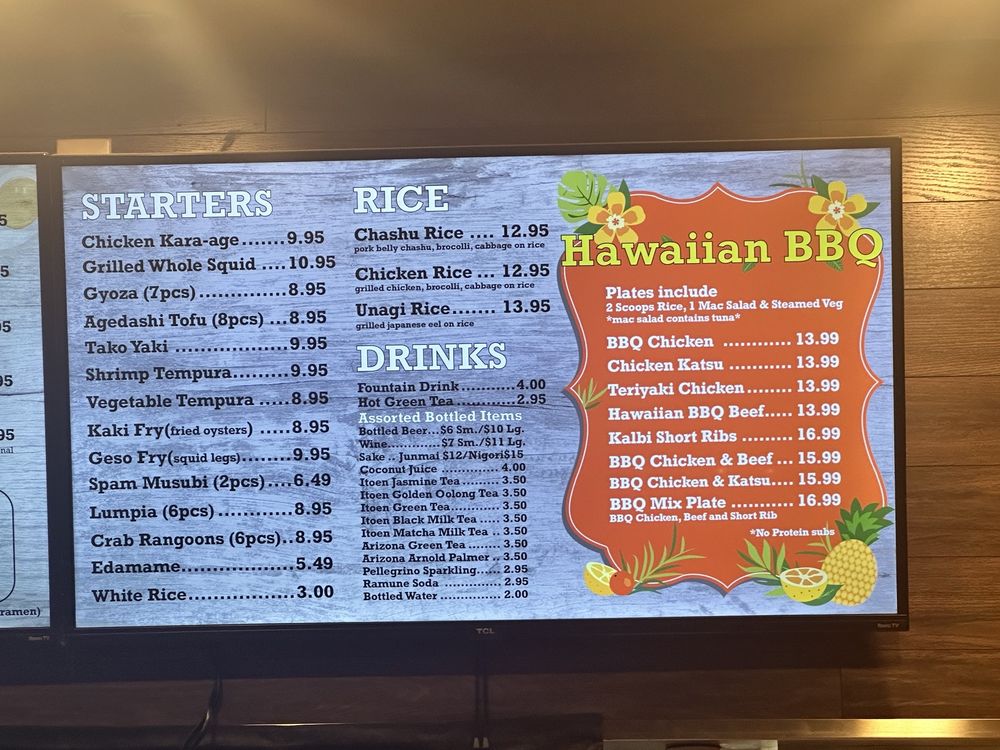 STARTERS
Chicken Kara-age.......9.95
Grilled Whole Squid ....10.95
Gyoza (7pcs)..............8.95
Agedashi Tofu (8pcs) ...8.95
Tako Yaki ..................9.95
Shrimp Tempura.........9.95
Vegetable Tempura .....8.95
Kaki Fry(fried oysters) .....8.95
Geso Fry(squid legs)........9.95
Spam Musubi (2pcs)....6.49
Lumpia (6pcs) ............8.95
Crab Rangoons (6pcs)..8.95
Edamame..................5.49
White Rice.................3.00
RICE
Chashu Rice .... 12.95
pork belly chashu, brocolli, cabbage on rice
Chicken Rice ... 12.95
grilled chicken, brocolli, cabbage on rice
Unagi Rice....... 13.95
grilled japanese eel on rice
DRINKS
Fountain Drink...........4.00
Hot Green Tea.............2.95
Assorted Bottled Items
Bottled Beer...$6 Sm./$10 Lg.
Wine.............$7 Sm./$11 Lg.
Sake .. Junmai $12/Nigori$15
Coconut Juice .............. 4.00
Itoen Jasmine Tea ......... 3.50
Itoen Golden Oolong Tea 3.50
Itoen Green Tea............ 3.50
Itoen Black Milk Tea ..... 3.50
Itoen Matcha Milk Tea .. 3.50
Arizona Green Tea ........ 3.50
Arizona Arnold Palmer .. 3.50
Pellegrino Sparkling...... 2.95
Ramune Soda .............. 2.95
Bottled Water .............. 2.00
Hawaiian BBQ
Plates include
2 Scoops Rice, 1 Mac Salad & Steamed Veg
*mac salad contains tuna*
BBQ Chicken ............ 13.99
Chicken Katsu ......... 13.99
Teriyaki Chicken....... 13.99
Hawaiian BBQ Beef..... 13.99
Kalbi Short Ribs ......... 16.99
BBQ Chicken & Beef ... 15.99
BBQ Chicken & Katsu.... 15.99
BBQ Mix Plate ........... 16.99
BBQ Chicken, Beef and Short Rib
*No Protein subs
ramen)
TCL
Roku TV
Roku TV